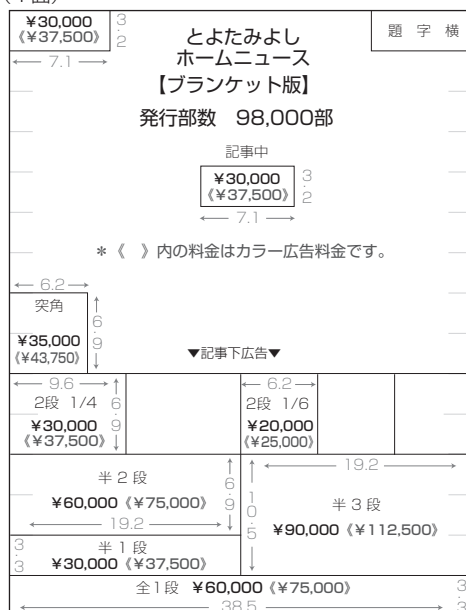 ¥30,000
《¥37,500》
3.2
7.1
題 字 横
とよたみよし
ホームニュース
【ブランケット版】
発行部数 98,000部
記事中
¥30,000
《¥37,500》
3.2
7.1
＊《 》内の料金はカラー広告料金です。
6.2
突角
¥35,000
《¥43,750》
6.9
▼記事下広告▼
9.6
2段 1/4
¥30,000
《¥37,500》
6.9
6.2
2段 1/6
¥20,000
《¥25,000》
半2段
¥60,000《¥75,000》
19.2
6.9
19.2
半3段
¥90,000《¥112,500》
10.5
半1段
¥30,000《¥37,500》
3.3
全1段 ¥60,000《¥75,000》
38.5
3.3